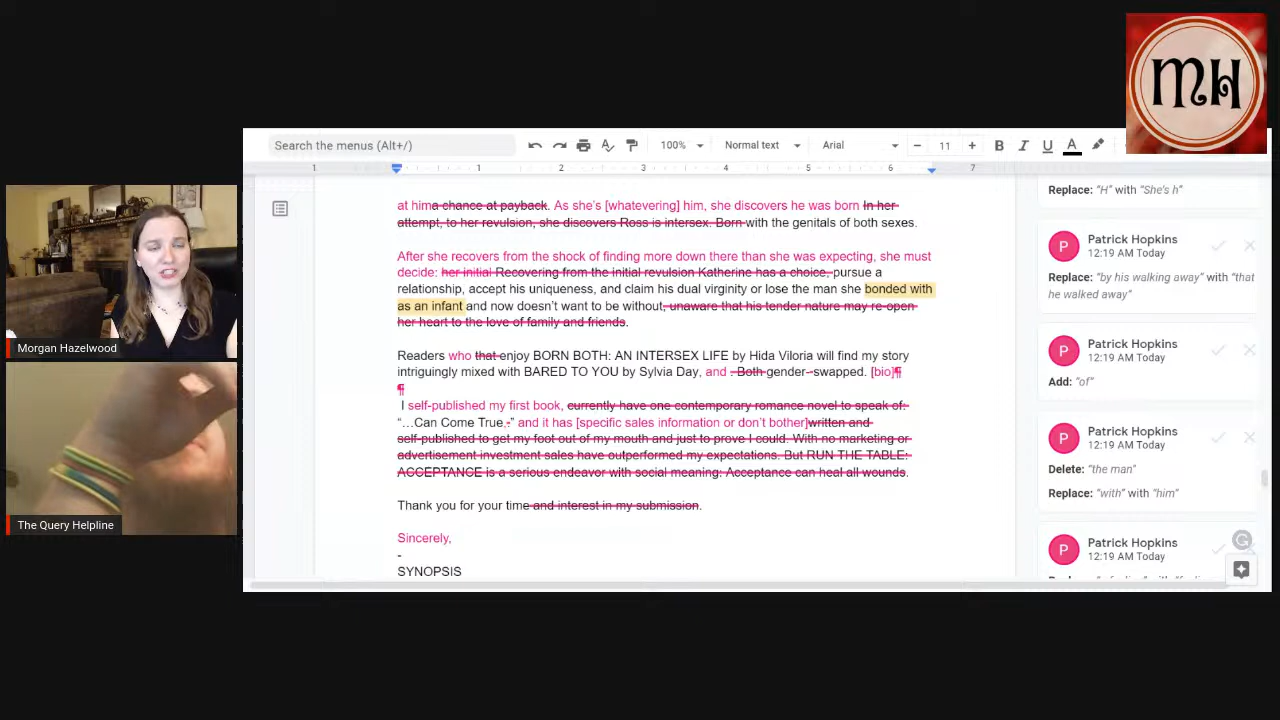 MH
Search the menus (Alt+/)
100%
Normal text
Arial
11
B I U A
1 1 2 3 4 5 6 7
at hima chance at payback. As she's [whatevering] him, she discovers he was born In her
attempt, to her revulsion, she discovers Ross is intersex. Born with the genitals of both sexes.
After she recovers from the shock of finding more down there than she was expecting, she must
decide: her initial Recovering from the initial revulsion Katherine has a choice, pursue a
relationship, accept his uniqueness, and claim his dual virginity or lose the man she bonded with
as an infant and now doesn't want to be without, unaware that his tender nature may re-open
her heart to the love of family and friends.
Readers who that enjoy BORN BOTH: AN INTERSEX LIFE by Hida Viloria will find my story
intriguingly mixed with BARED TO YOU by Sylvia Day, and . Both gender--swapped. [bio]¶
¶
I self-published my first book, currently have one contemporary romance novel to speak of:
“…Can Come True.-” and it has [specific sales information or don't bother]written and
self-published to get my foot out of my mouth and just to prove I could. With no marketing or
advertisement investment sales have outperformed my expectations. But RUN THE TABLE:
ACCEPTANCE is a serious endeavor with social meaning: Acceptance can heal all wounds.
Thank you for your time and interest in my submission.
Sincerely,
-
SYNOPSIS
Replace: “H” with “She's h”
P
Patrick Hopkins
12:19 AM Today
Replace: “by his walking away” with “that
he walked away”
P
Patrick Hopkins
12:19 AM Today
Add: “of”
P
Patrick Hopkins
12:19 AM Today
Delete: “the man”
Replace: “with” with “him”
P
Patrick Hopkins
12:19 AM Today
Morgan Hazelwood
The Query Helpline